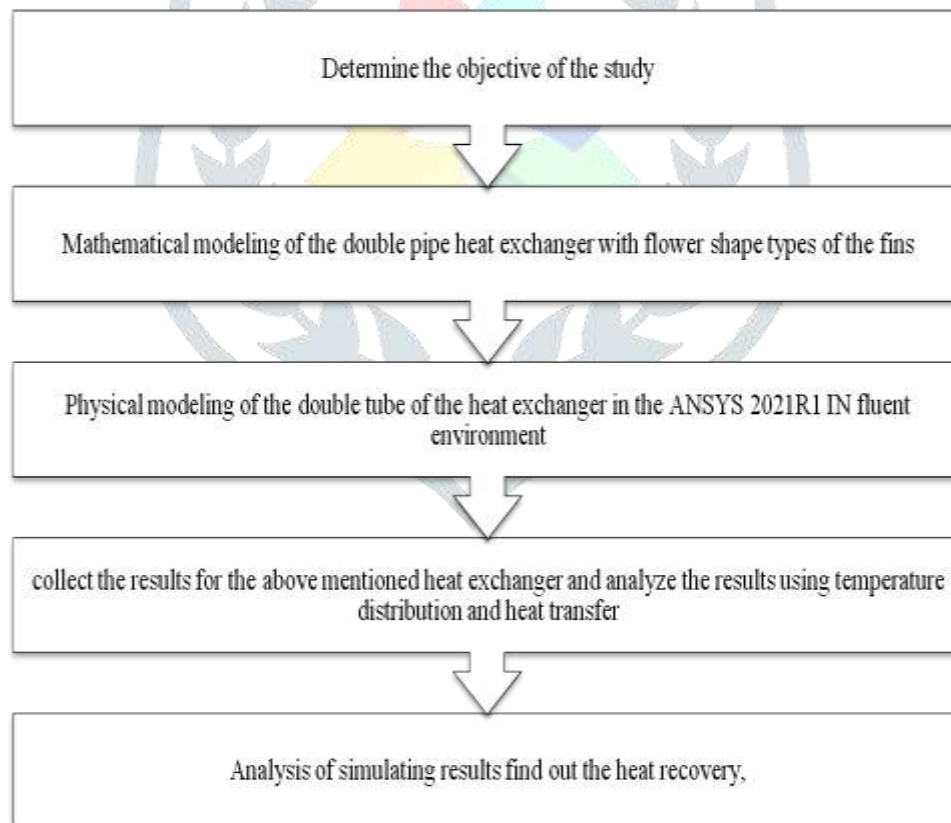 Determine the objective of the study
Mathematical modeling of the double pipe heat exchanger with flower shape types of the fins
Physical modeling of the double tube of the heat exchanger in the ANSYS 2021R1 IN fluent
environment
collect the results for the above mentioned heat exchanger and analyze the results using temperature
distribution and heat transfer
Analysis of simulating results find out the heat recovery,